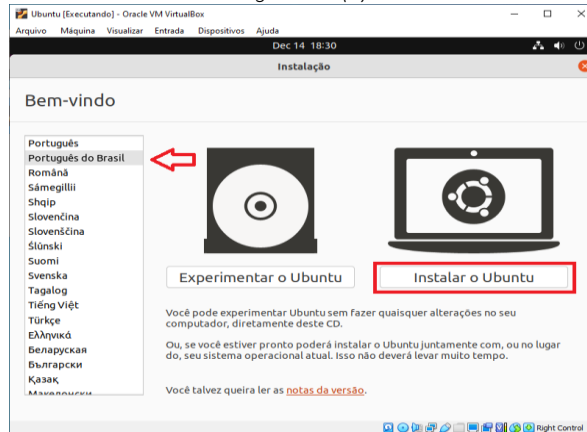 Ubuntu [Executando] - Oracle VM VirtualBox
Arquivo Máquina Visualizar Entrada Dispositivos Ajuda
Dec 14 18:30
Instalação
Bem-vindo
Português
Português do Brasil
Română
Sámegillii
Shqip
Slovenčina
Slovenščina
Ślůnski
Suomi
Svenska
Tagalog
Tiếng Việt
Türkçe
Ελληνικά
Беларуская
Български
Қазақ
Македонски
Experimentar o Ubuntu
Instalar o Ubuntu
Você pode experimentar Ubuntu sem fazer quaisquer alterações no seu
computador, diretamente deste CD.
Ou, se você estiver pronto poderá instalar o Ubuntu juntamente com, ou no lugar
do, seu sistema operacional atual. Isso não deverá levar muito tempo.
Você talvez queira ler as notas da versão.
Right Control